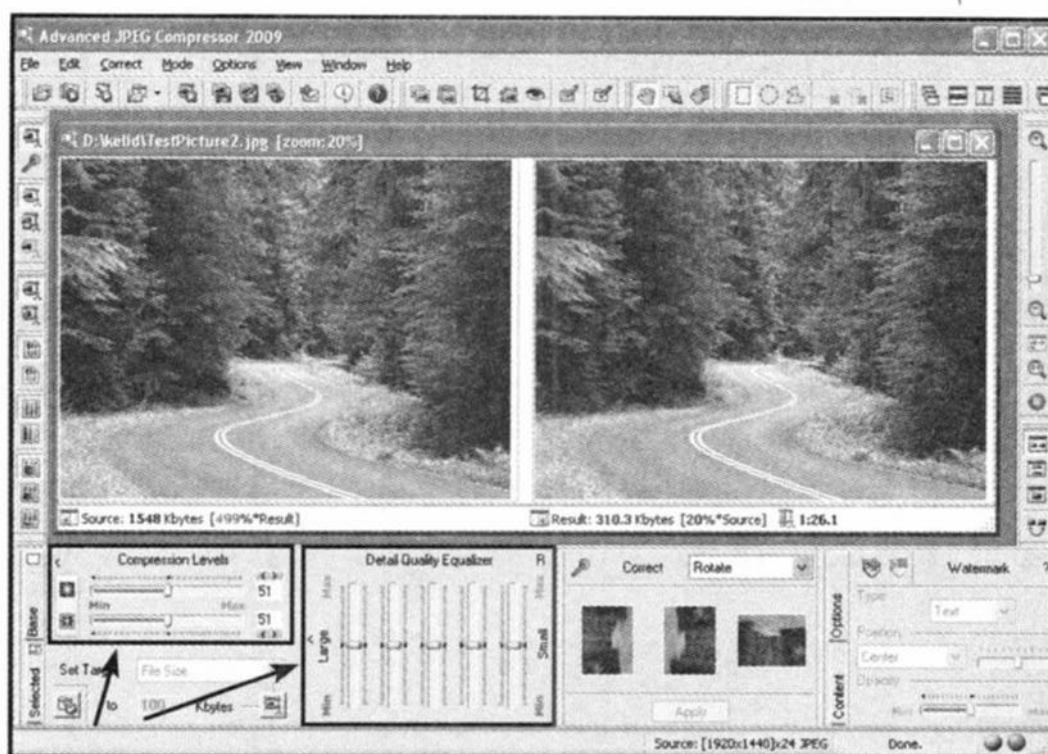 Advanced JPEG Compressor 2009
File Edit Correct Mode Options View Window Help
D:\kelid\TestPicture2.jpg [zoom:20%]
Source: 1548 Kbytes [499%*Result]
Result: 310.3 Kbytes [20%*Source] 1:26.1
Compression Levels
51
Min Max
51
Set Target
File Size
to 100 Kbytes
Base
Selected
Detail Quality Equalizer R
Max Max
Large Small
Min Min
Correct Rotate
Apply
Options
Content
Watermark ?
Type
Text
Position
Center
Opacity
Min Max
Source: [1920x1440]x24 JPEG Done.